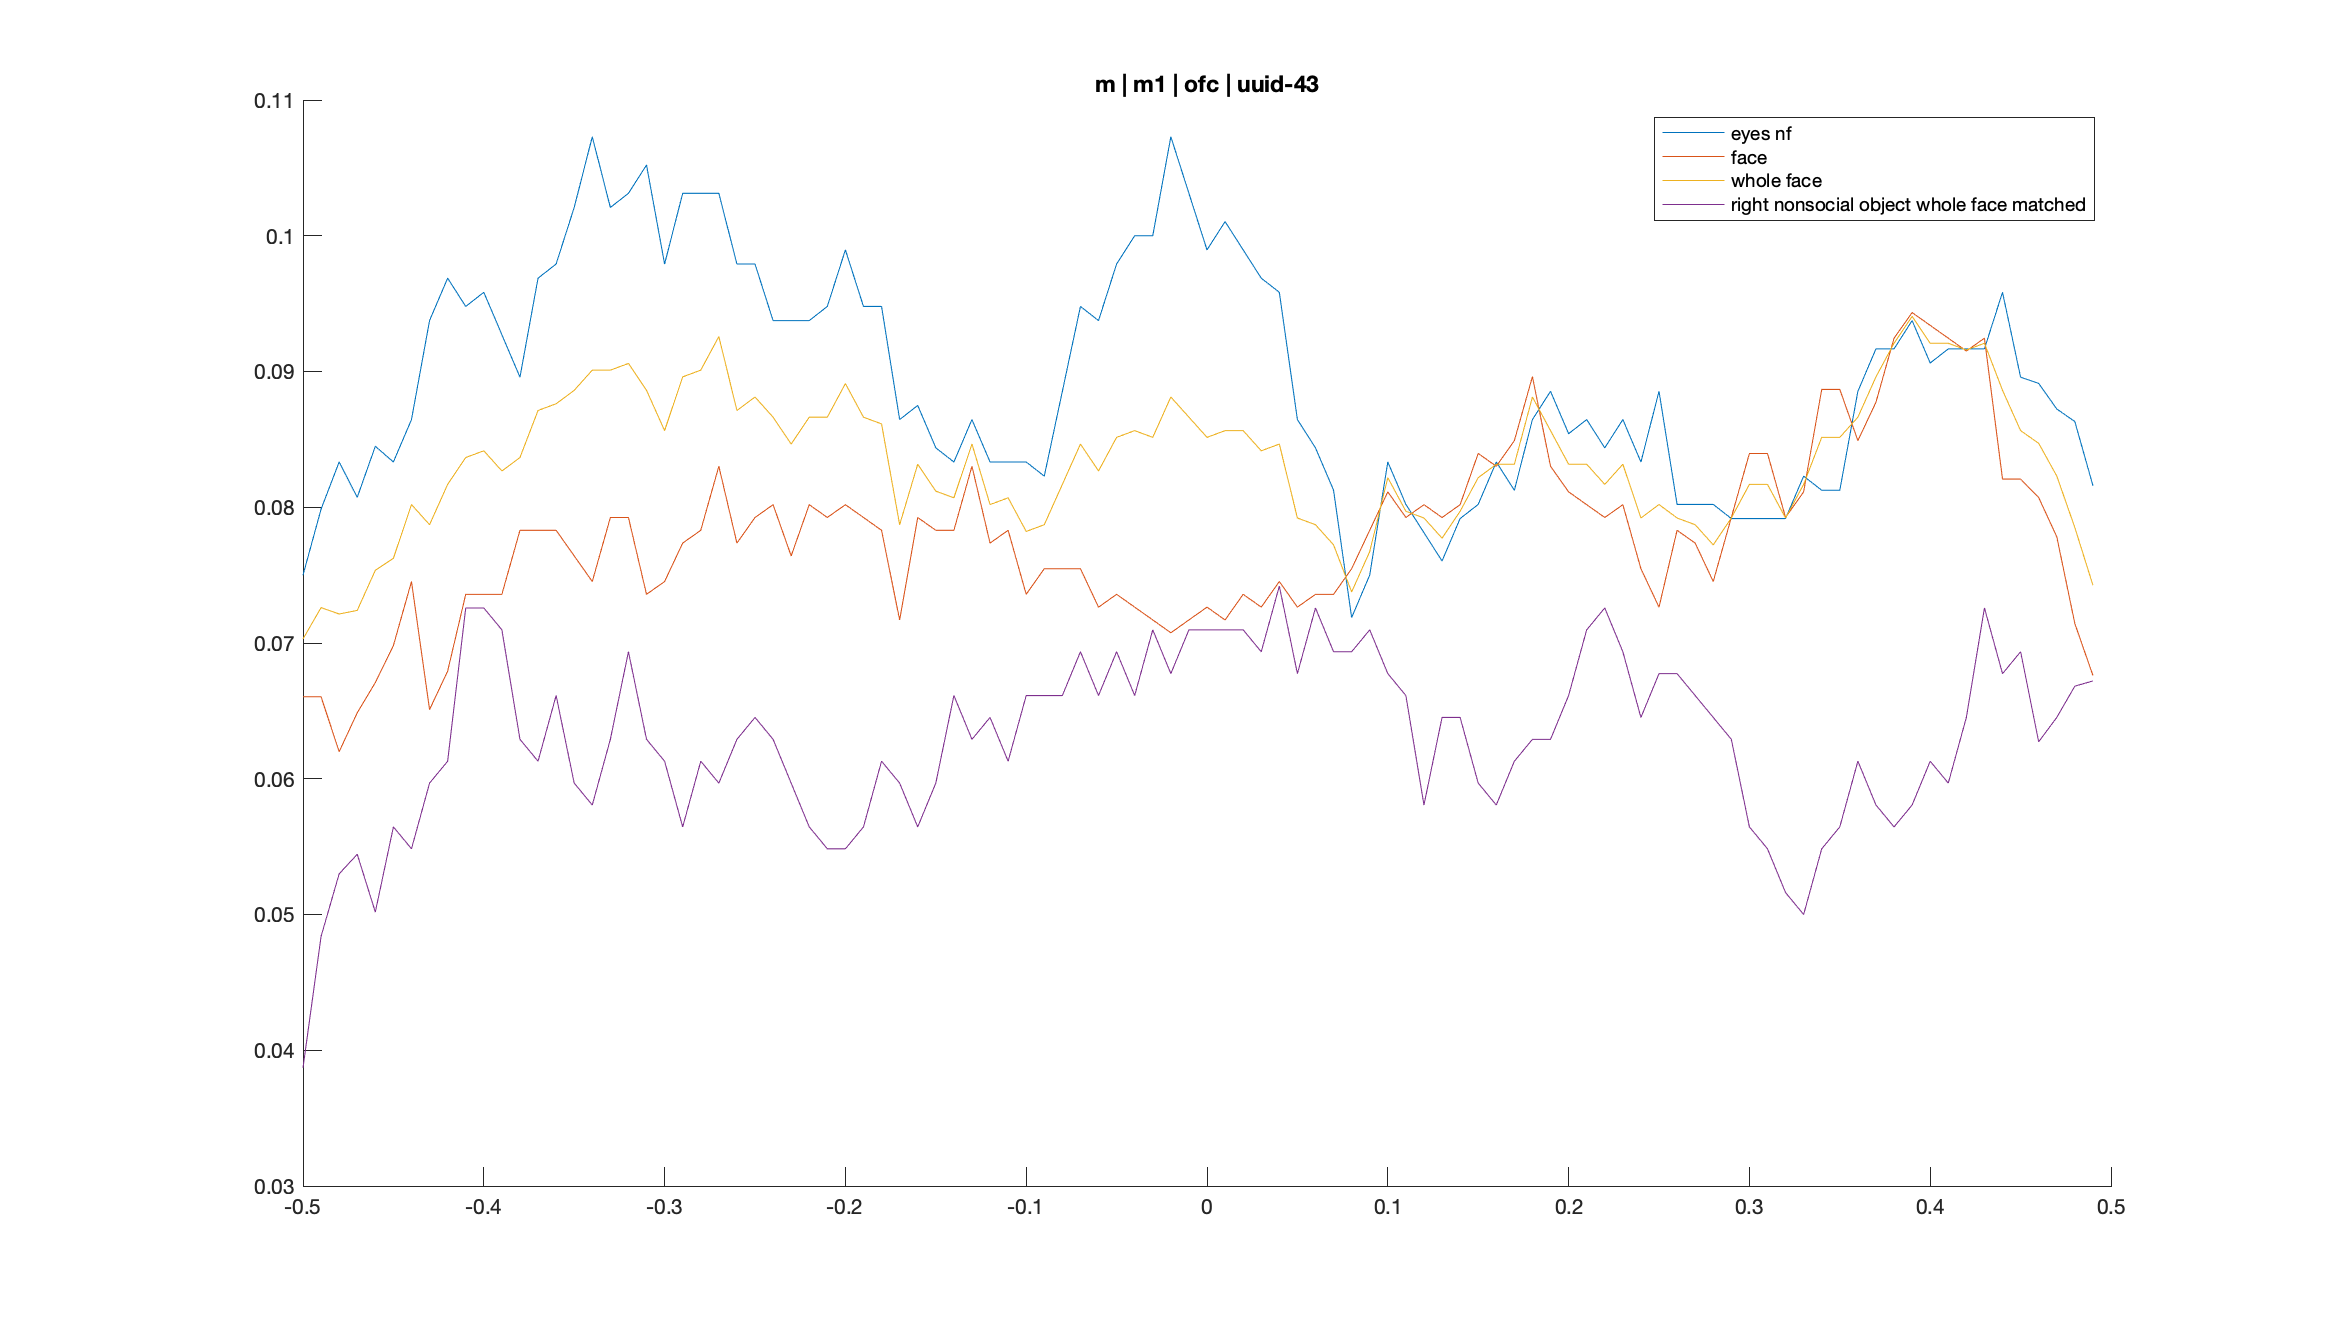 m | m1 | ofc | uuid-43
eyes nf
face
whole face
right nonsocial object whole face matched
0.11
0.1
0.09
0.08
0.07
0.06
0.05
0.04
0.03
-0.5 -0.4 -0.3 -0.2 -0.1 0 0.1 0.2 0.3 0.4 0.5